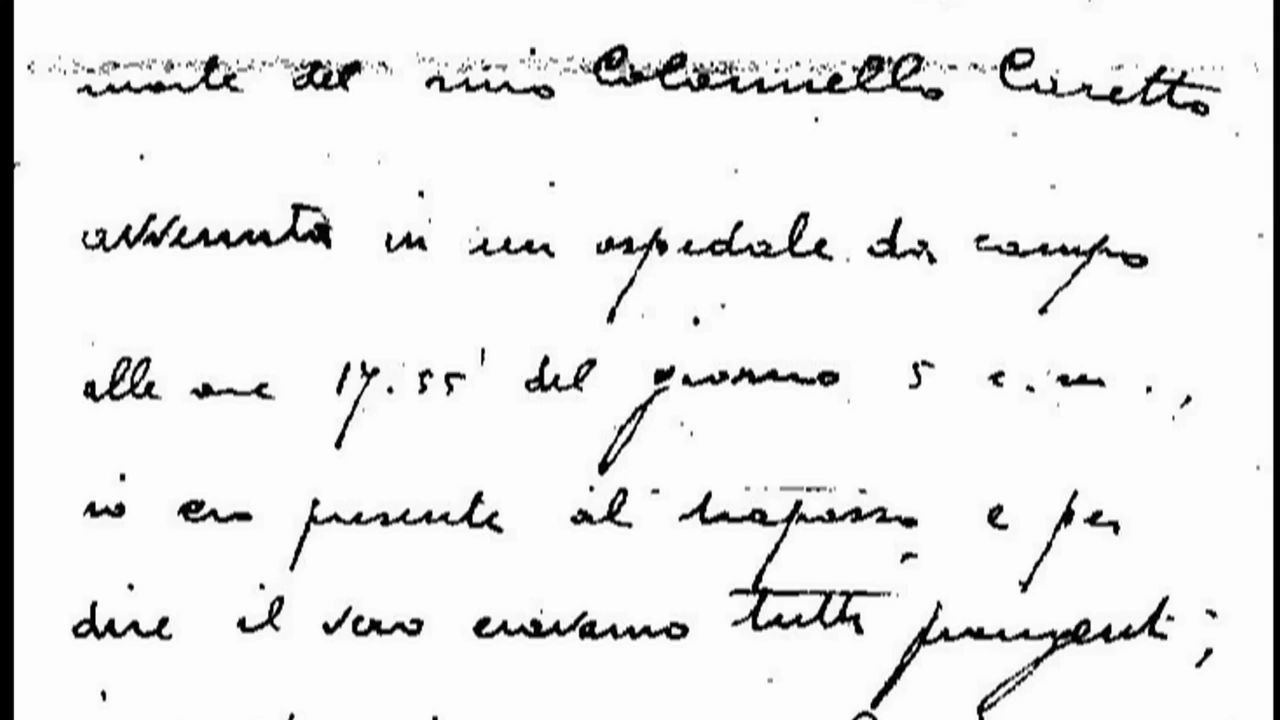 morte del mio Colonnello Caretto
avvenuta in un ospedale da campo
alle ore 17.55' del giorno 5 c.m.,
io ero presente al trapasso e per
dire il vero eravamo tutti piangenti;